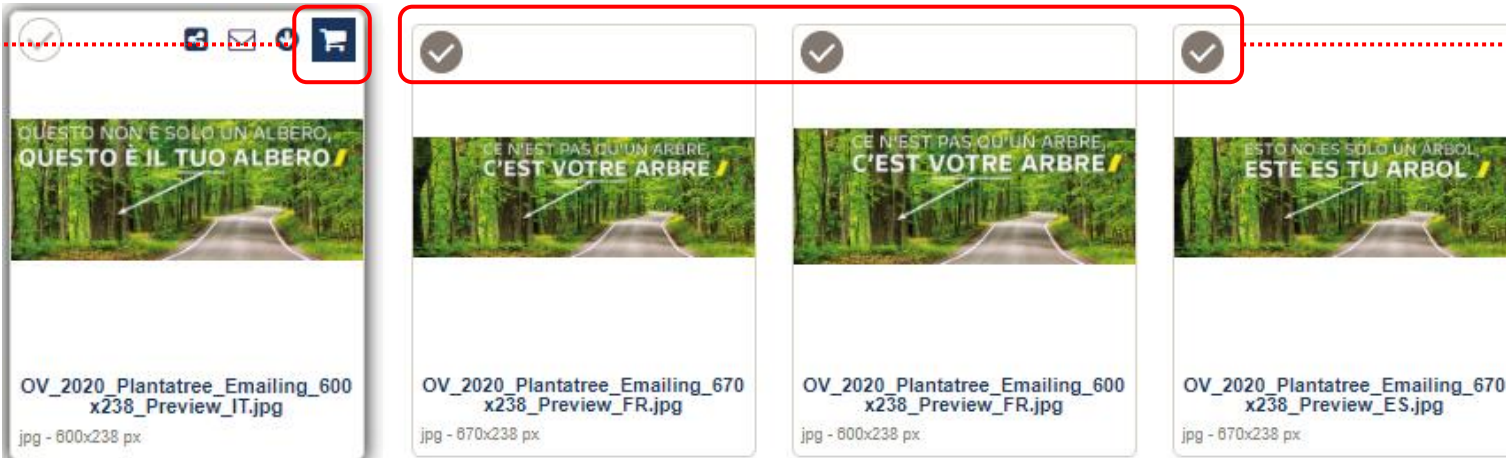 QUESTO NON È SOLO UN ALBERO,
QUESTO È IL TUO ALBERO
OV_2020_Plantatree_Emailing_600
x238_Preview_IT.jpg
jpg - 600x238 px
CE N'EST PAS QU'UN ARBRE,
C'EST VOTRE ARBRE
OV_2020_Plantatree_Emailing_670
x238_Preview_FR.jpg
jpg - 670x238 px
CE N'EST PAS QU'UN ARBRE,
C'EST VOTRE ARBRE
OV_2020_Plantatree_Emailing_600
x238_Preview_FR.jpg
jpg - 600x238 px
ESTO NO ES SOLO UN ARBOL,
ESTE ES TU ARBOL
OV_2020_Plantatree_Emailing_670
x238_Preview_ES.jpg
jpg - 670x238 px